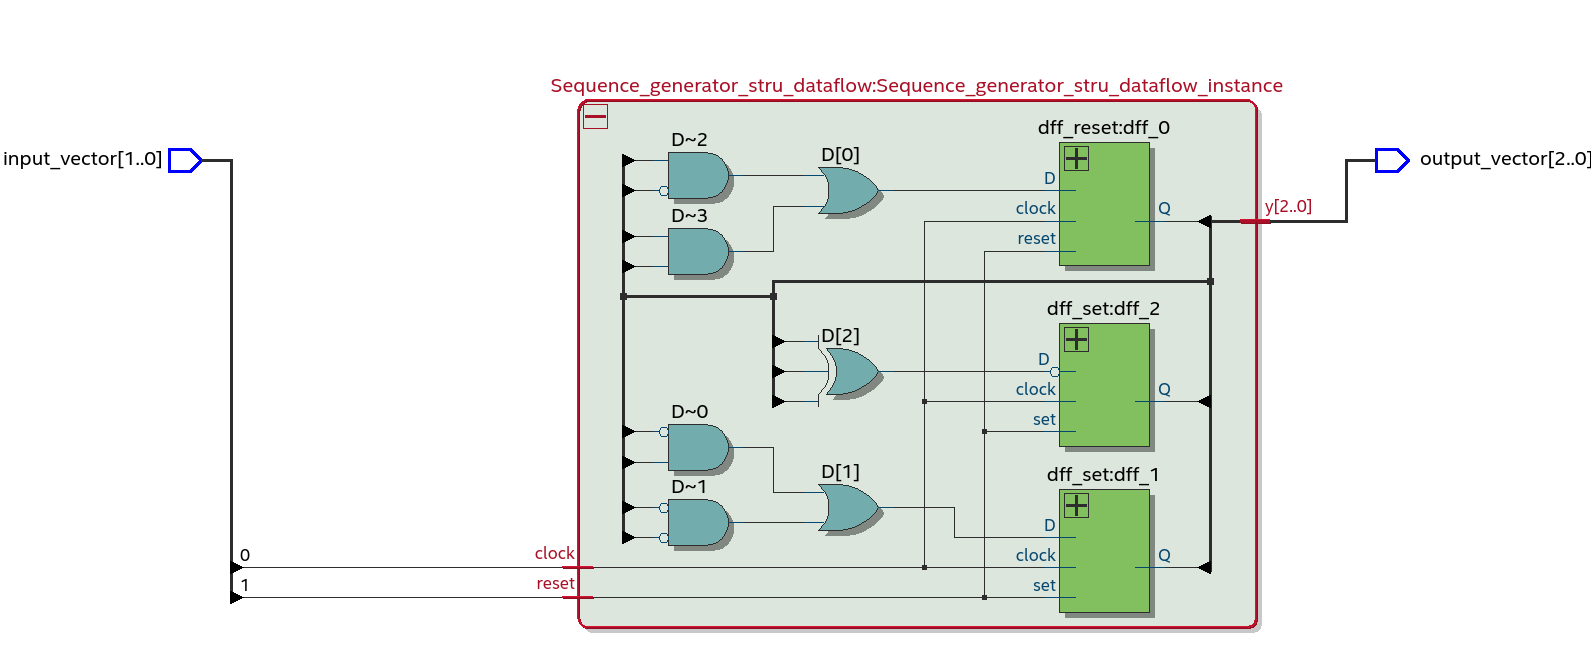 Sequence_generator_stru_dataflow:Sequence_generator_stru_dataflow_instance
input_vector[1..0]
D~2
D[0]
dff_reset:dff_0
D
clock
reset
Q
y[2..0]
output_vector[2..0]
D~3
D[2]
dff_set:dff_2
D
clock
set
Q
D~0
D~1
D[1]
dff_set:dff_1
D
clock
set
Q
0
clock
1
reset